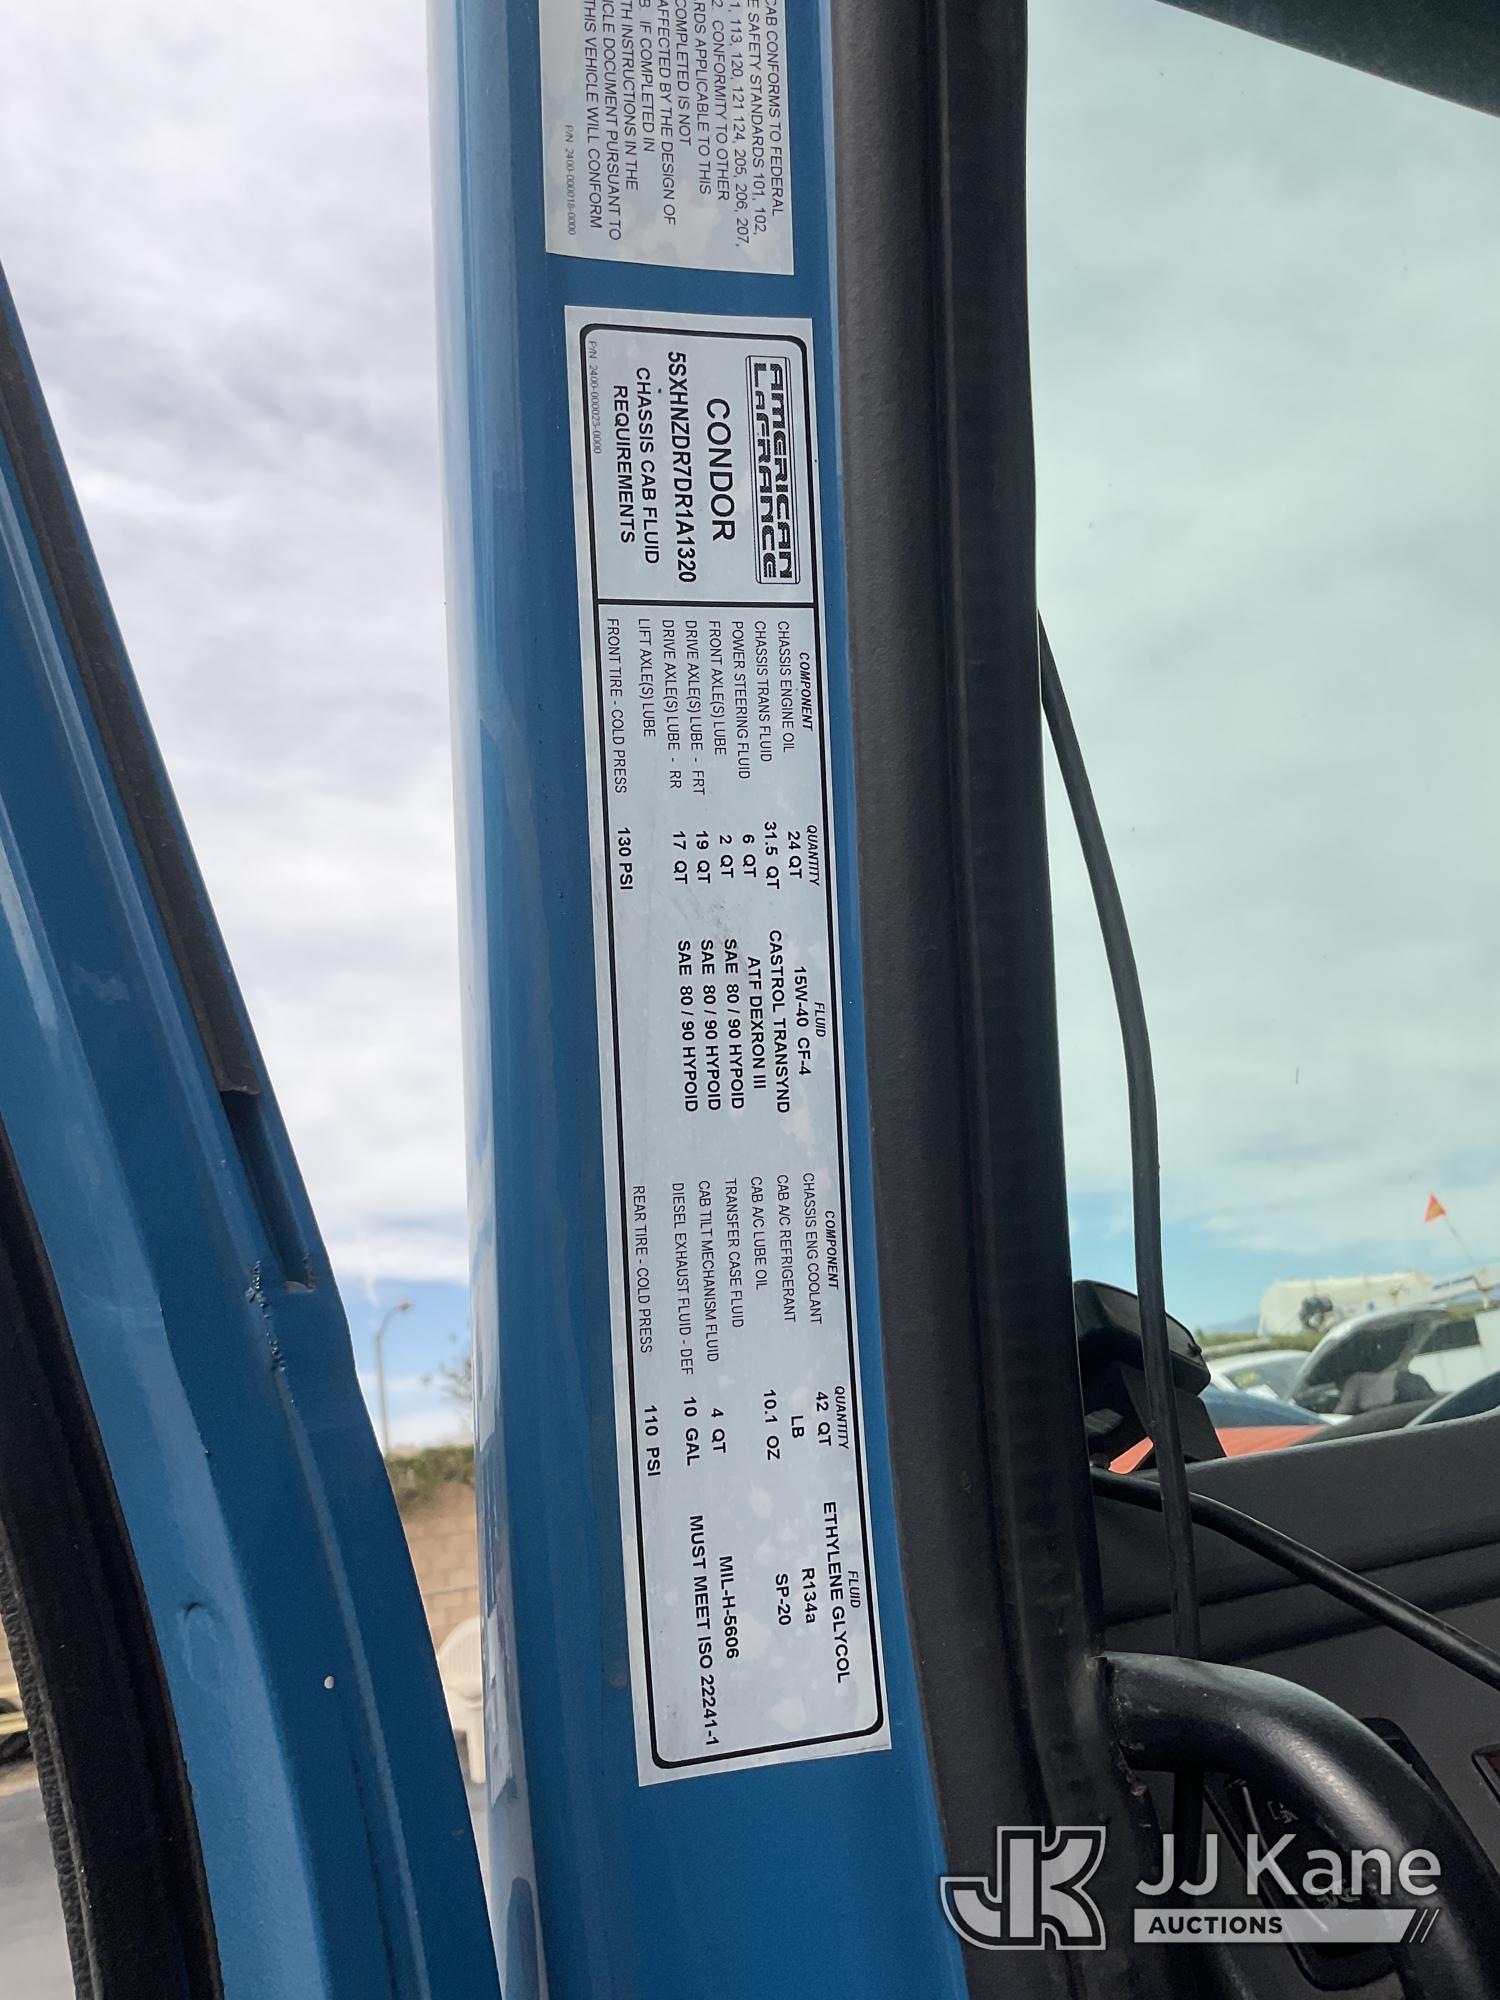 CAB CONFORMS TO FEDERAL
E SAFETY STANDARDS 101, 102,
1, 113, 120, 121 124, 205, 206, 207,
2. CONFORMITY TO OTHER
RDS APPLICABLE TO THIS
COMPLETED IS NOT
AFFECTED BY THE DESIGN OF
B. IF COMPLETED IN
TH INSTRUCTIONS IN THE
ICLE DOCUMENT PURSUANT TO
THIS VEHICLE WILL CONFORM
P/N 2400-000018-0000
AMERICAN
LAFRANCE
CONDOR
5SXHNZDR7DR1A1320
CHASSIS CAB FLUID
REQUIREMENTS
P/N 2400-000023-0000
COMPONENT QUANTITY FLUID COMPONENT QUANTITY FLUID
CHASSIS ENGINE OIL 24 QT 15W-40 CF-4 CHASSIS ENG COOLANT 42 QT ETHYLENE GLYCOL
CHASSIS TRANS FLUID 31.5 QT CASTROL TRANSYND CAB A/C REFRIGERANT LB R134a
POWER STEERING FLUID 6 QT ATF DEXRON III CAB A/C LUBE OIL 10.1 OZ SP-20
FRONT AXLE(S) LUBE 2 QT SAE 80 / 90 HYPOID TRANSFER CASE FLUID
DRIVE AXLE(S) LUBE - FRT 19 QT SAE 80 / 90 HYPOID CAB TILT MECHANISM FLUID 4 QT MIL-H-5606
DRIVE AXLE(S) LUBE - RR 17 QT SAE 80 / 90 HYPOID DIESEL EXHAUST FLUID - DEF 10 GAL MUST MEET ISO 22241-1
LIFT AXLE(S) LUBE
FRONT TIRE - COLD PRESS 130 PSI REAR TIRE - COLD PRESS 110 PSI
JK JJ Kane
AUCTIONS